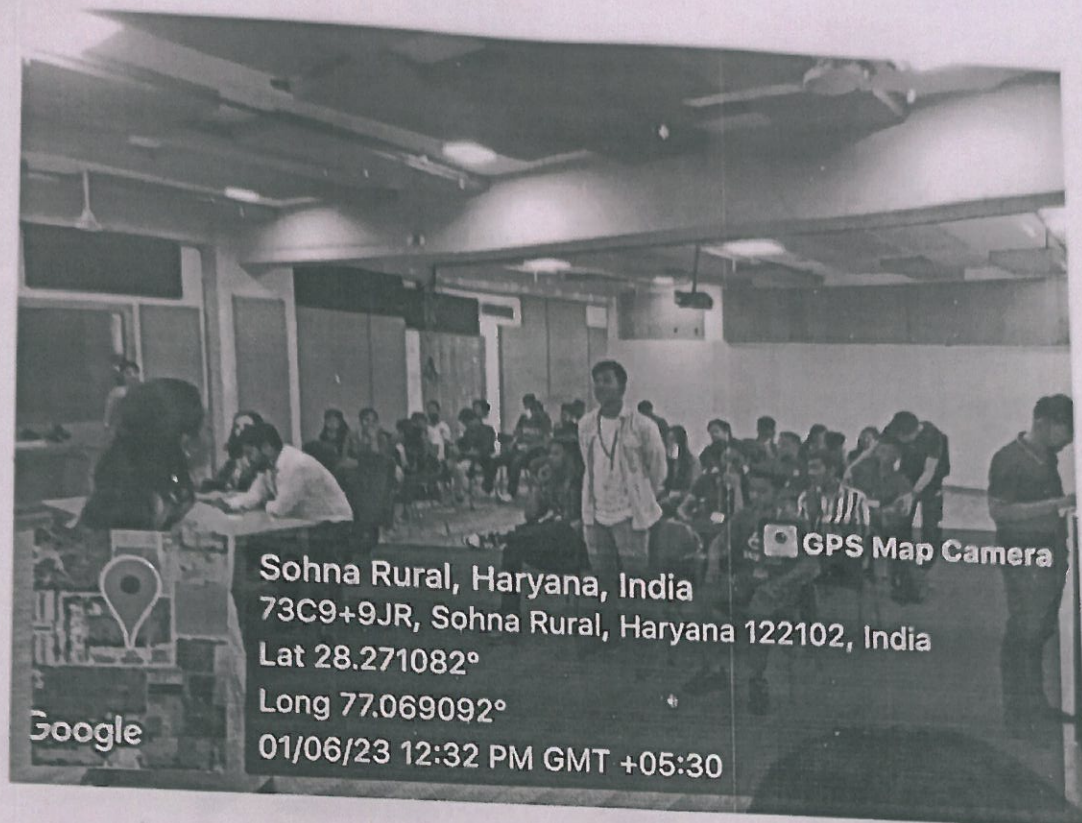 GPS Map Camera
Sohna Rural, Haryana, India
73C9+9JR, Sohna Rural, Haryana 122102, India
Lat 28.271082°
Long 77.069092°
01/06/23 12:32 PM GMT +05:30
Google